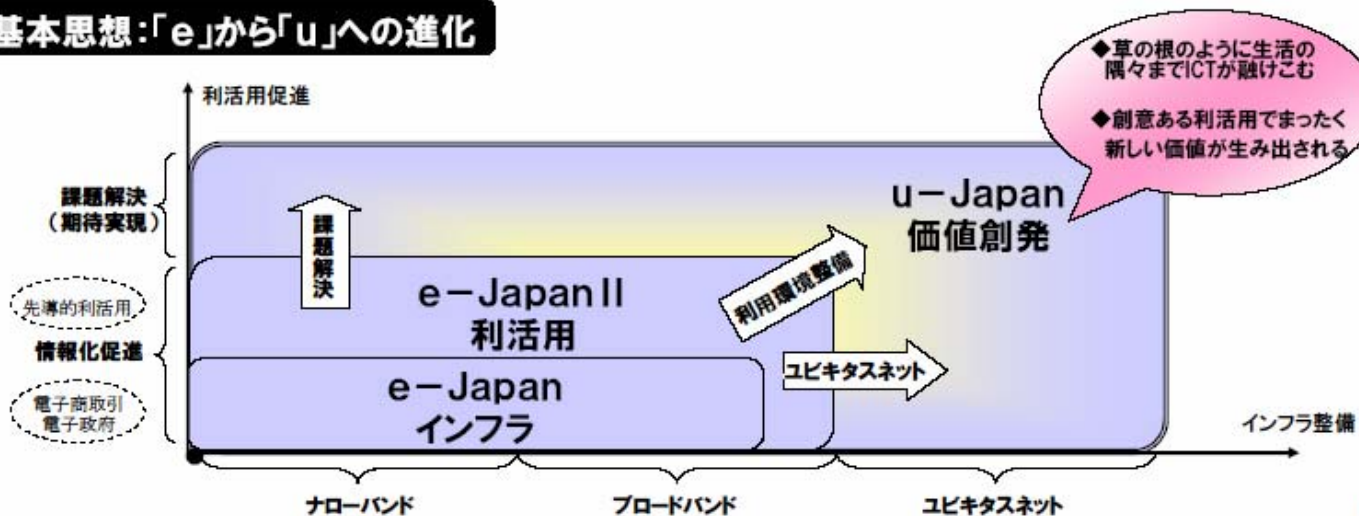 基本思想:「e」から「u」への進化
◆草の根のように生活の
隅々までICTが融けこむ
◆創意ある利活用でまったく
新しい価値が生み出される
利活用促進
課題解決
(期待実現)
課題解決
u-Japan
価値創発
先導的利活用
情報化促進
電子商取引
電子政府
e-JapanⅡ
利活用
利用環境整備
e-Japan
インフラ
ユビキタスネット
インフラ整備
ナローバンド
ブロードバンド
ユビキタスネット